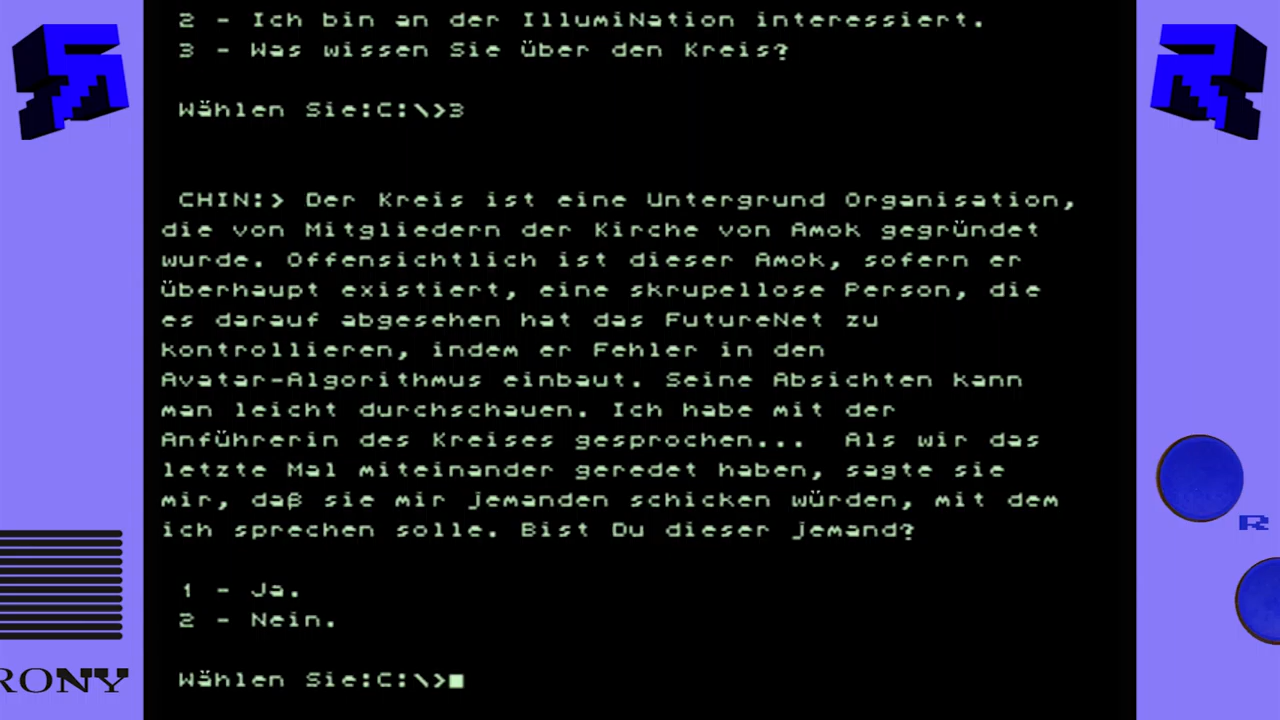 2 - Ich bin an der IllumiNation interessiert.
3 - Was wissen Sie über den Kreis?
Wählen Sie:C:\>3
CHIN:> Der Kreis ist eine Untergrund Organisation,
die von Mitgliedern der Kirche von Amok gegründet
wurde. Offensichtlich ist dieser Amok, sofern er
überhaupt existiert, eine skrupellose Person, die
es darauf abgesehen hat das FutureNet zu
kontrollieren, indem er Fehler in den
Avatar-Algorithmus einbaut. Seine Absichten kann
man leicht durchschauen. Ich habe mit der
Anführerin des Kreises gesprochen... Als wir das
letzte Mal miteinander geredet haben, sagte sie
mir, daß sie mir jemanden schicken würden, mit dem
ich sprechen solle. Bist Du dieser jemand?
1 - Ja.
2 - Nein.
Wählen Sie:C:\>
RONY
R